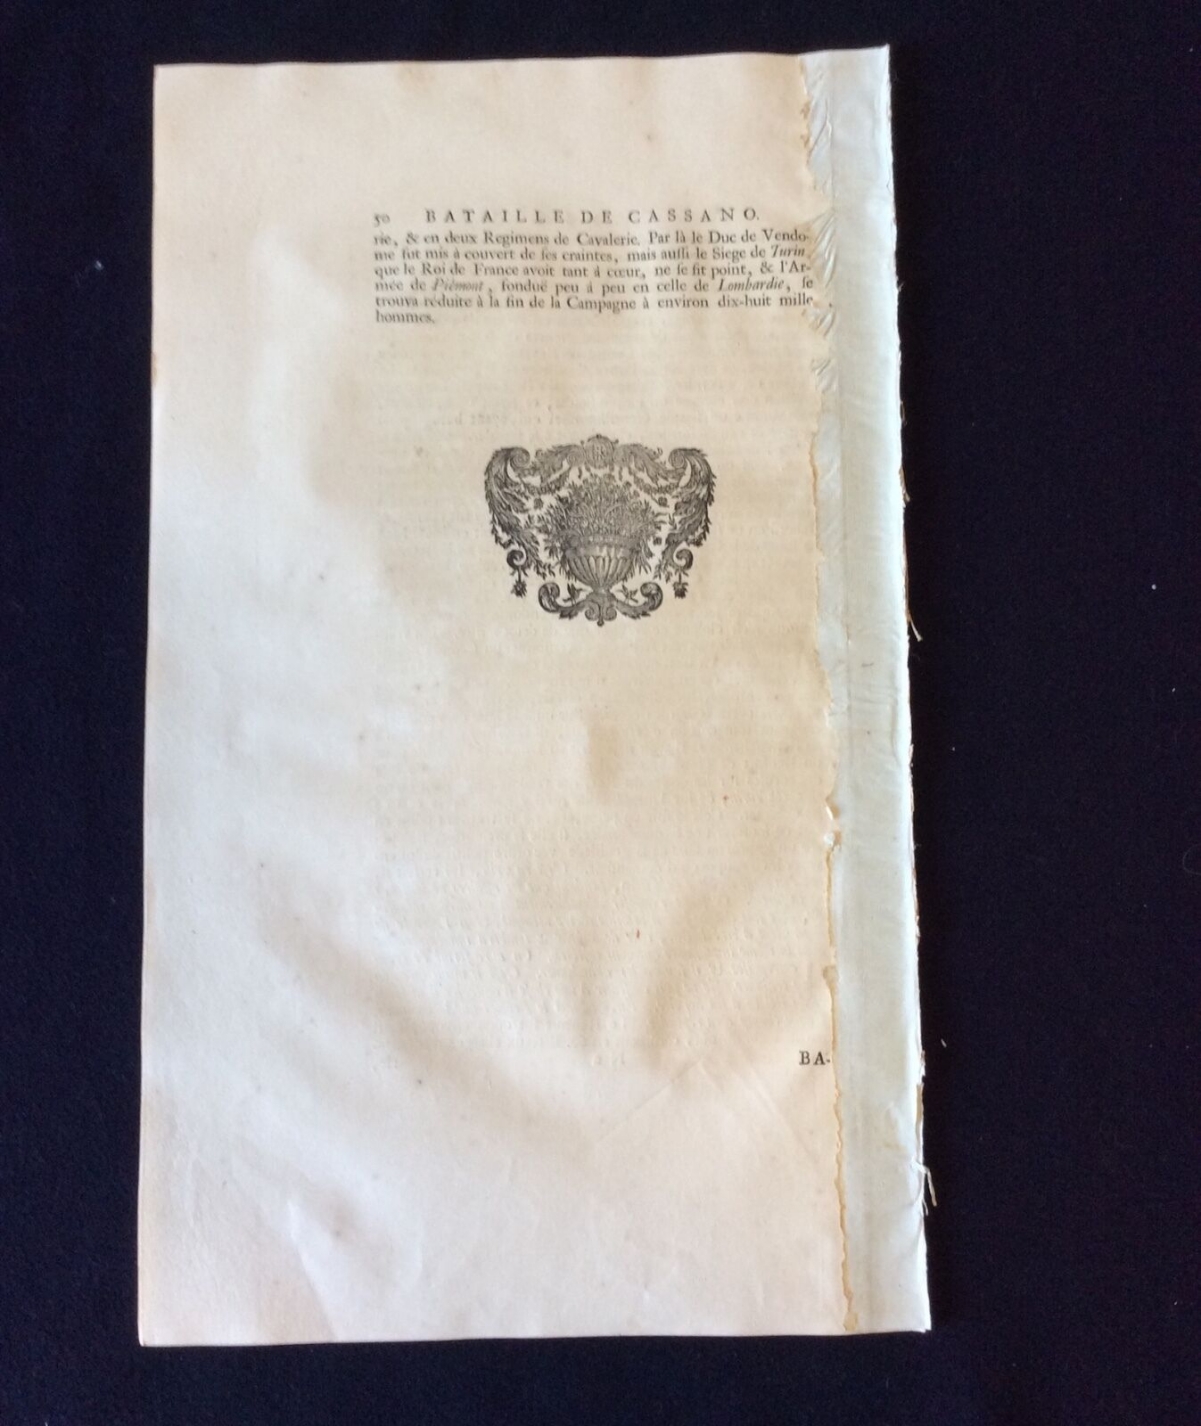 50 BATAILLE DE CASSANO.
rie, & en deux Regimens de Cavalerie. Par là le Duc de Vendo-
me fut mis à couvert de ſes craintes, mais auſſi le Siege de Turin,
que le Roi de France avoit tant á cœur, ne ſe fit point, & l'Ar-
mée de Piémont, fondue peu á peu en celle de Lombardie, ſe
trouva réduite à la fin de la Campagne à environ dix-huit mille
hommes.
BA-